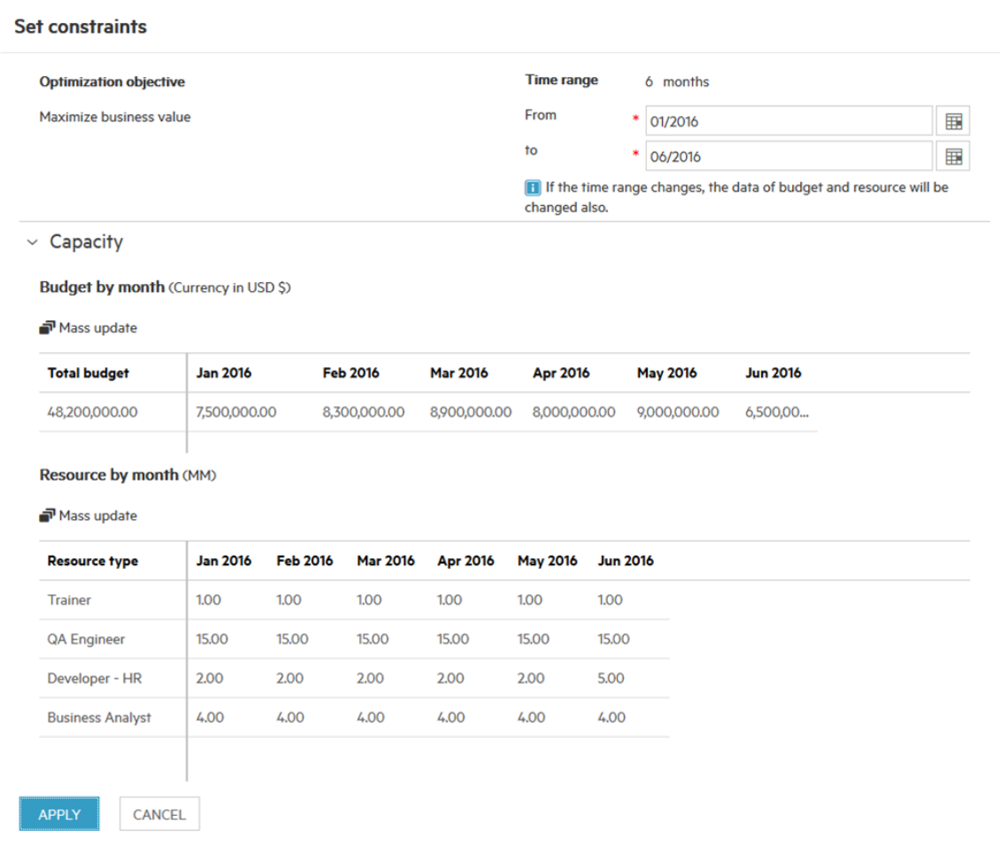 Set constraints
Optimization objective
Time range 6 months
Maximize business value
From * 01/2016
to * 06/2016
If the time range changes, the data of budget and resource will be
changed also.
Capacity
Budget by month (Currency in USD $)
Mass update
Total budget Jan 2016 Feb 2016 Mar 2016 Apr 2016 May 2016 Jun 2016
48,200,000.00 7,500,000.00 8,300,000.00 8,900,000.00 8,000,000.00 9,000,000.00 6,500,00...
Resource by month (MM)
Mass update
Resource type Jan 2016 Feb 2016 Mar 2016 Apr 2016 May 2016 Jun 2016
Trainer 1.00 1.00 1.00 1.00 1.00 1.00
QA Engineer 15.00 15.00 15.00 15.00 15.00 15.00
Developer - HR 2.00 2.00 2.00 2.00 2.00 5.00
Business Analyst 4.00 4.00 4.00 4.00 4.00 4.00
APPLY CANCEL